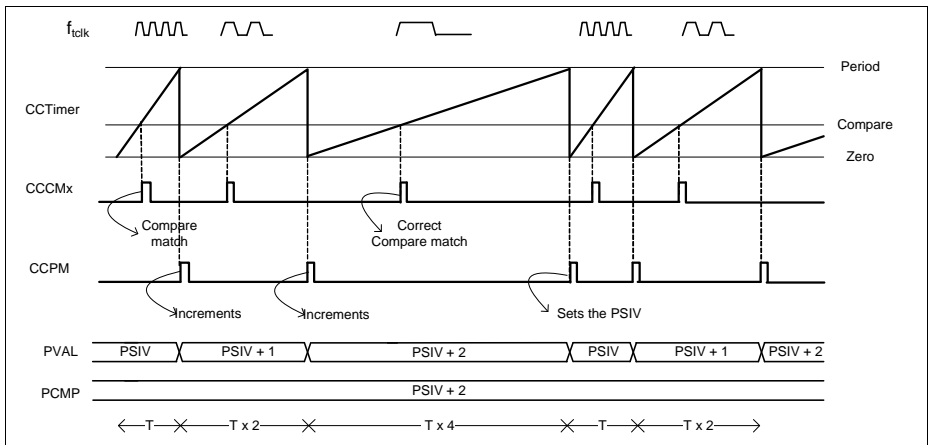 ftclk
Period
CCTimer
Compare
Zero
CCCMx
Compare
match
Correct
Compare match
CCPM
Increments
Increments
Sets the PSIV
PVAL
PSIV
PSIV + 1
PSIV + 2
PSIV
PSIV + 1
PSIV + 2
PCMP
PSIV + 2
T
T x 2
T x 4
T
T x 2